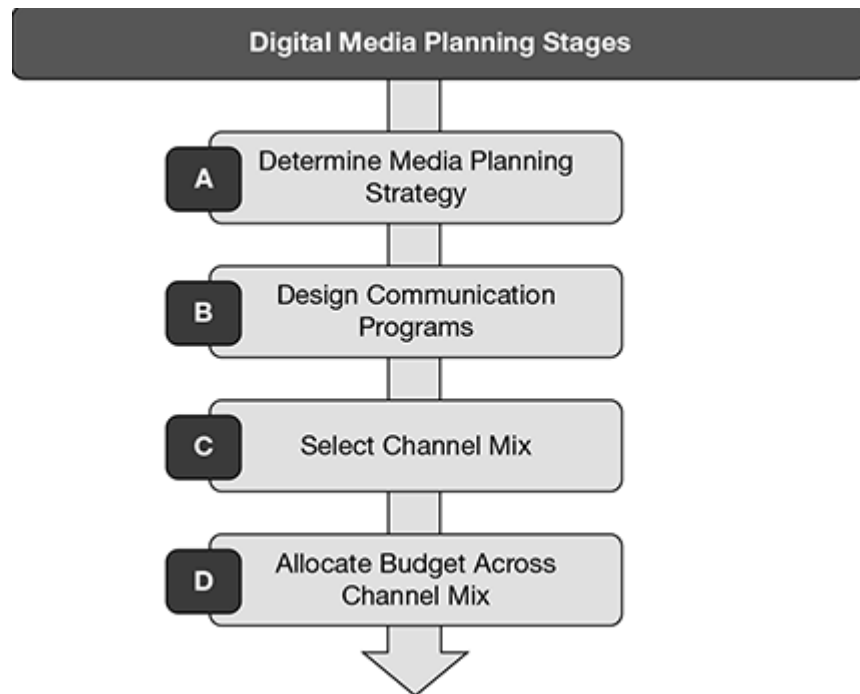 Digital Media Planning Stages
A
Determine Media Planning
Strategy
B
Design Communication
Programs
C
Select Channel Mix
D
Allocate Budget Across
Channel Mix